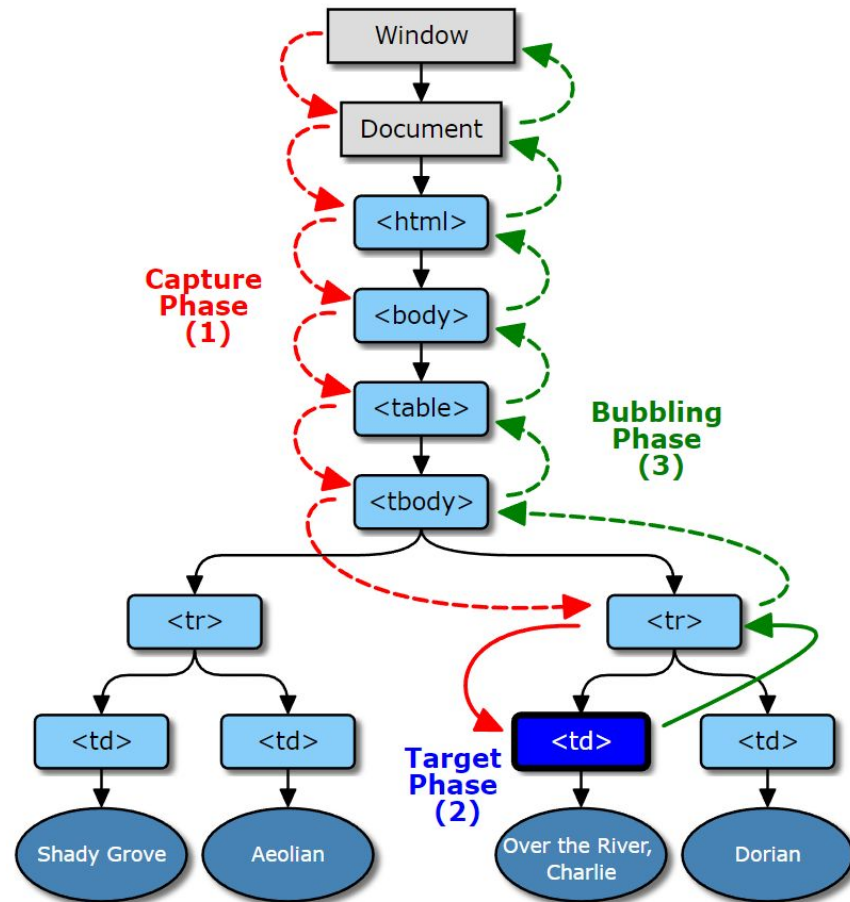 Window
Document
<html>
Capture
Phase
(1)
<body>
<table>
Bubbling
Phase
(3)
<tbody>
<tr>
<tr>
<td>
<td>
<td>
<td>
Target
Phase
(2)
Shady Grove
Aeolian
Over the River,
Charlie
Dorian